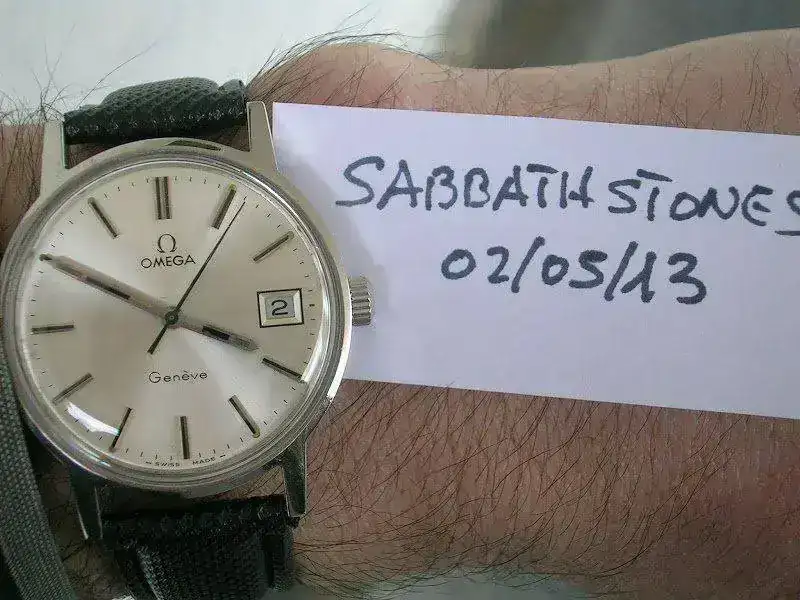 Ω
OMEGA
2
Genève
SWISS MADE
SABBATH STONES
02/05/13